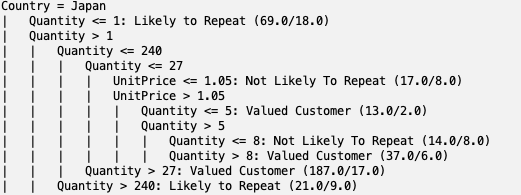 Country = Japan
|   Quantity <= 1: Likely to Repeat (69.0/18.0)
|   Quantity > 1
|   |   Quantity <= 240
|   |   |   Quantity <= 27
|   |   |   |   UnitPrice <= 1.05: Not Likely To Repeat (17.0/8.0)
|   |   |   |   UnitPrice > 1.05
|   |   |   |   |   Quantity <= 5: Valued Customer (13.0/2.0)
|   |   |   |   |   Quantity > 5
|   |   |   |   |   |   Quantity <= 8: Not Likely To Repeat (14.0/8.0)
|   |   |   |   |   |   Quantity > 8: Valued Customer (37.0/6.0)
|   |   |   Quantity > 27: Valued Customer (187.0/17.0)
|   |   Quantity > 240: Likely to Repeat (21.0/9.0)